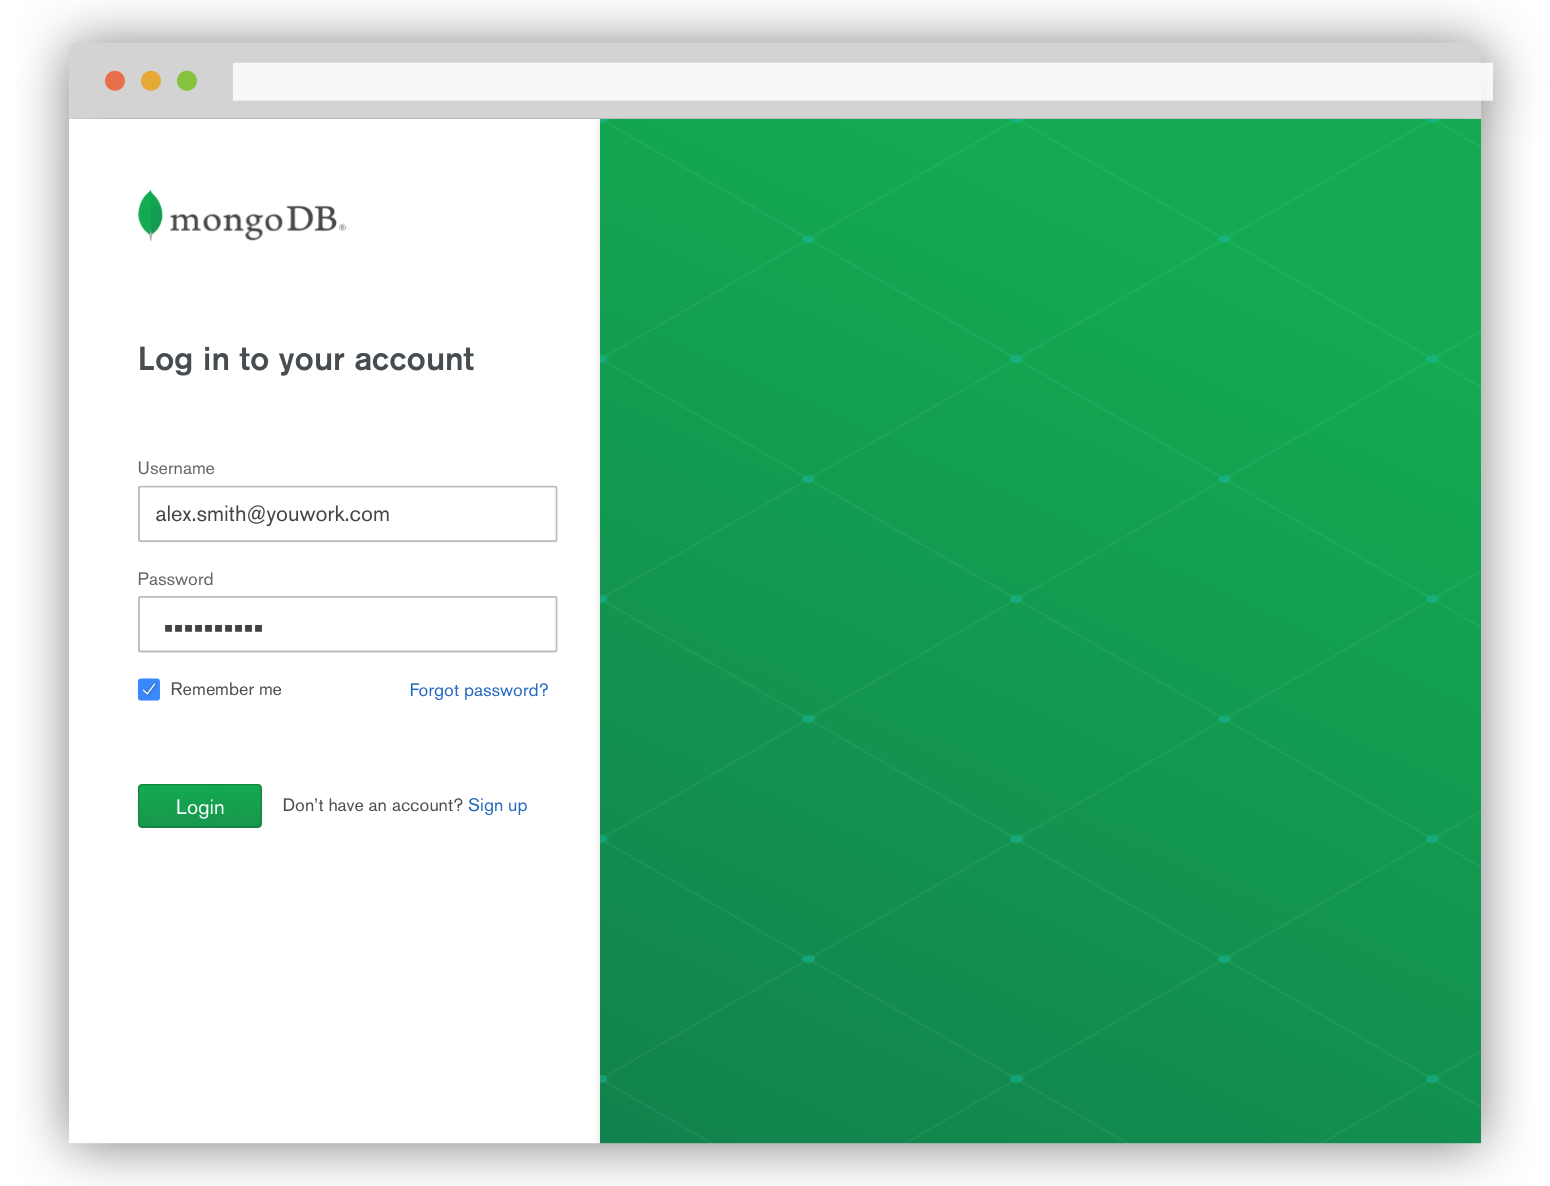 mongoDB®
Log in to your account
Username
alex.smith@youwork.com
Password
Remember me
Forgot password?
Login
Don't have an account? Sign up